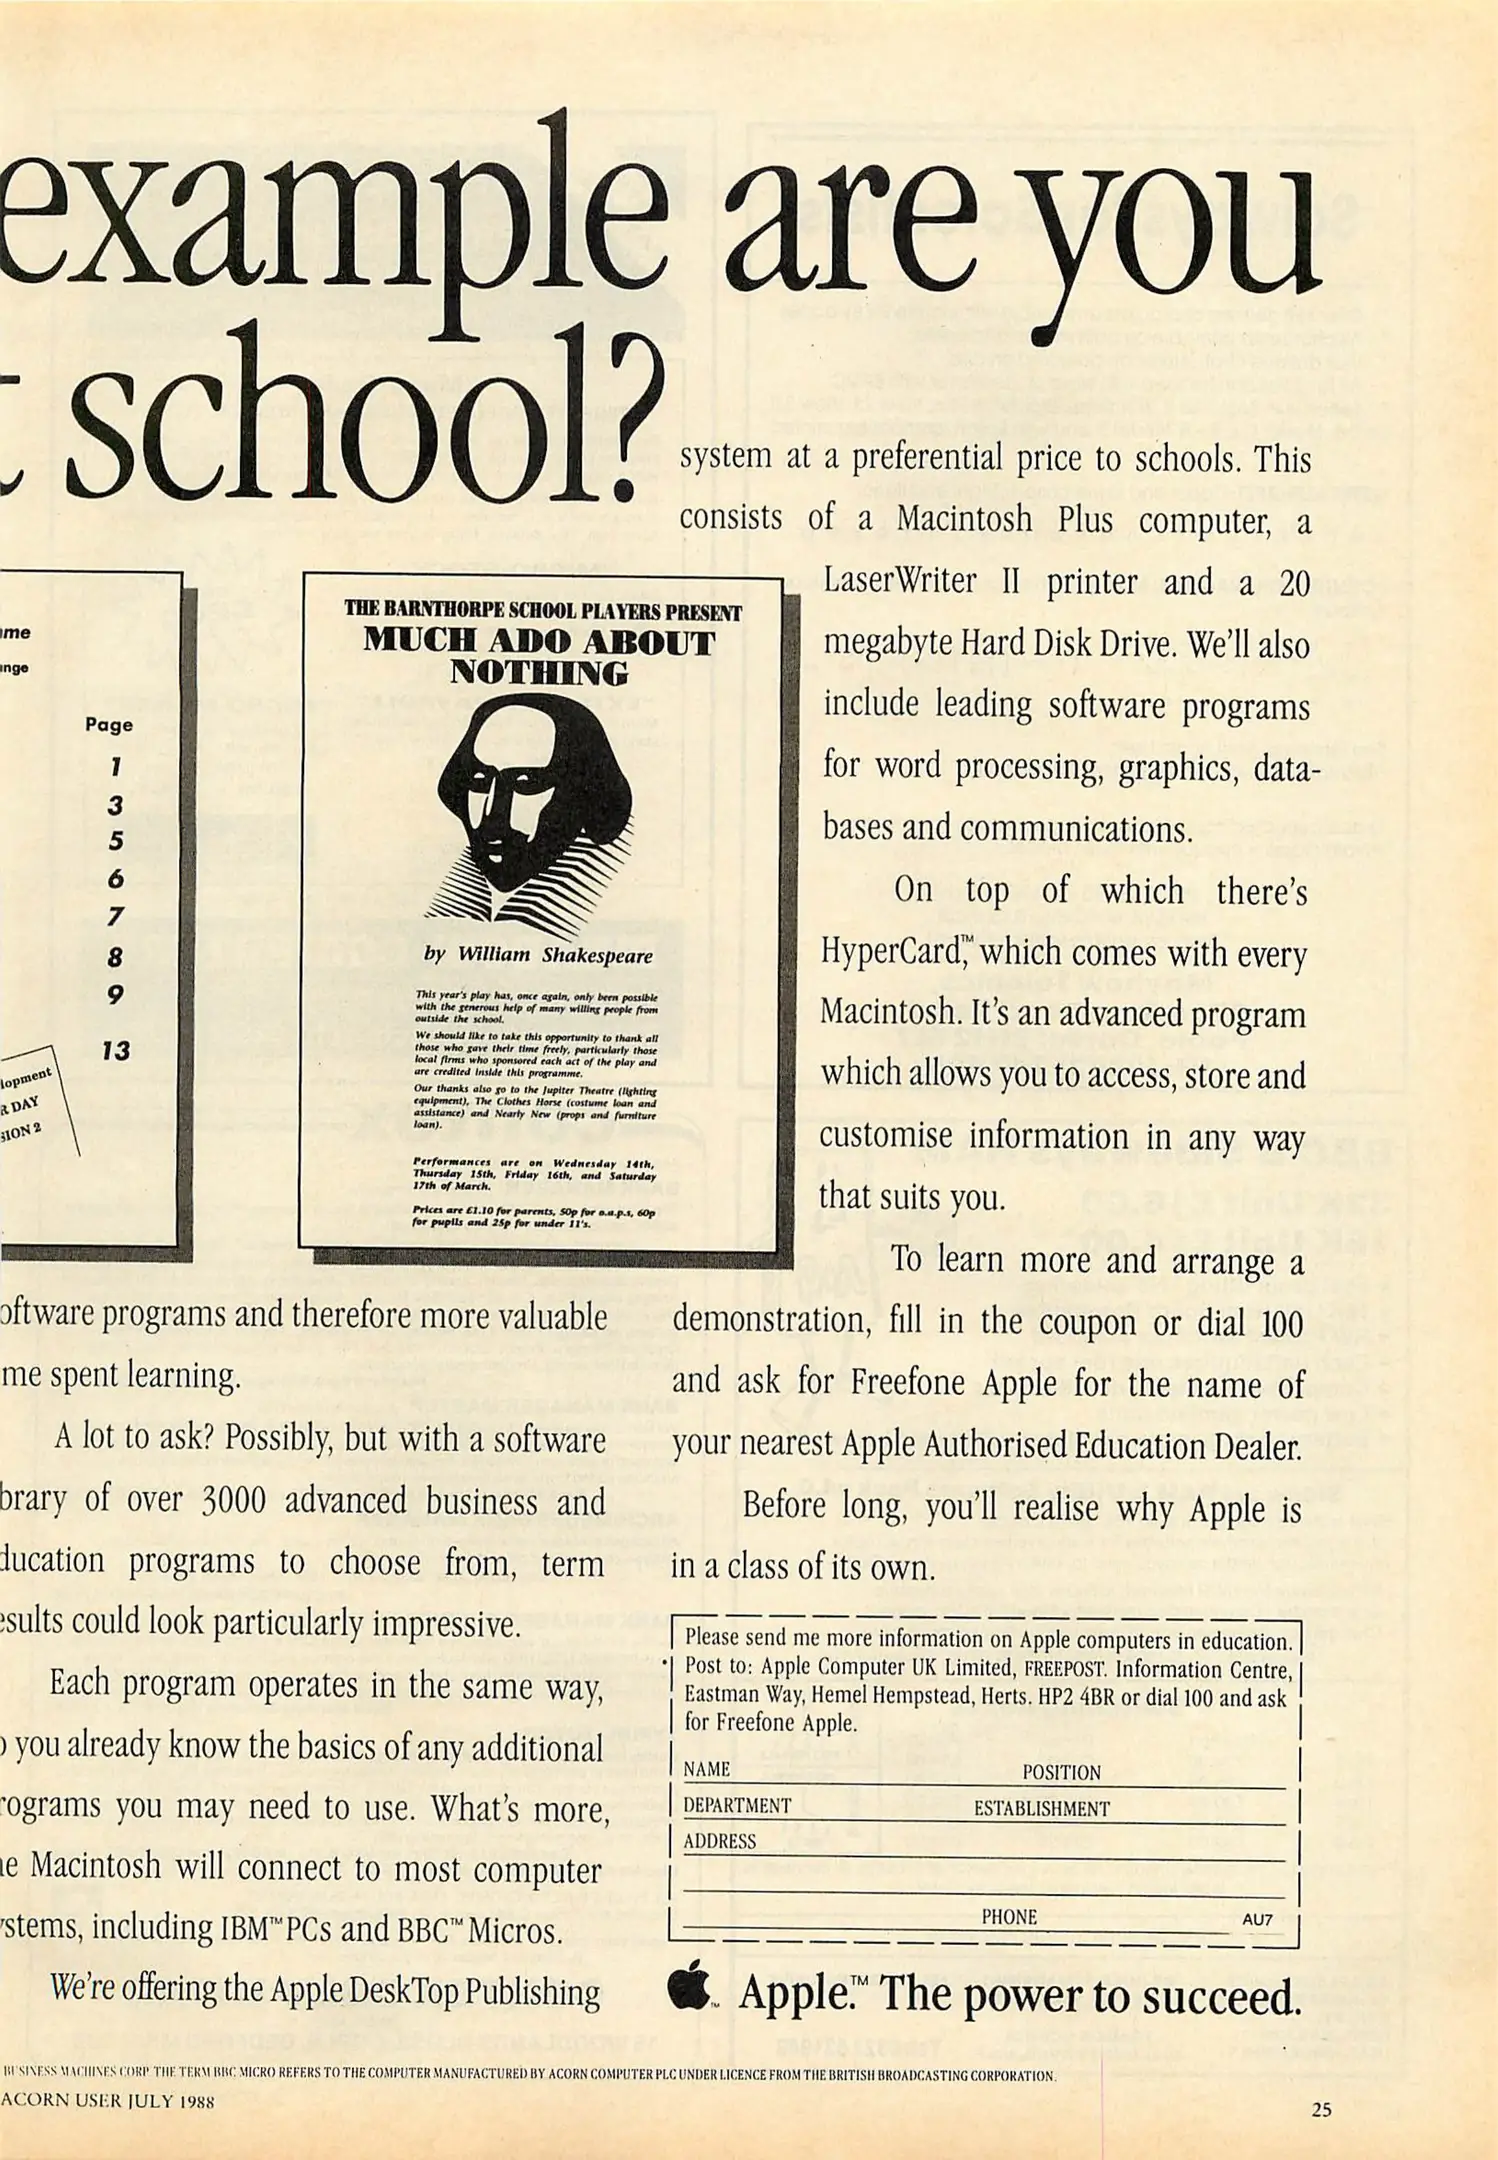 example are you
school?
Page
1
3
5
6
7
8
9
13
R DAY
THE BARNTHORPE SCHOOL PLAYERS PRESENT
MUCH ADO ABOUT
NOTHING
by William Shakespeare
This year's play has, once again, only been possible
with the generous help of many willing people from
outside the school.
We should like to take this opportunity to thank all
those who gave their time freely, particularly those
local firms who sponsored each act of the play and
are credited inside this programme.
Our thanks also go to the Jupiter Theatre (lighting
equipment), The Clothes Horse (costume loan and
assistance) and Nearly New (props and furniture
loan).
Performances are on Wednesday 14th,
Thursday 15th, Friday 16th, and Saturday
17th of March.
Prices are £1.10 for parents, 50p for o.a.p.s, 60p
for pupils and 25p for under 11's.
oftware programs and therefore more valuable
me spent learning.
A lot to ask? Possibly, but with a software
brary of over 3000 advanced business and
ducation programs to choose from, term
esults could look particularly impressive.
Each program operates in the same way,
o you already know the basics of any additional
rograms you may need to use. What's more,
e Macintosh will connect to most computer
ystems, including IBM™ PCs and BBC™ Micros.
We're offering the Apple DeskTop Publishing
system at a preferential price to schools. This
consists of a Macintosh Plus computer, a
LaserWriter II printer and a 20
megabyte Hard Disk Drive. We'll also
include leading software programs
for word processing, graphics, data-
bases and communications.
On top of which there's
HyperCard,™ which comes with every
Macintosh. It's an advanced program
which allows you to access, store and
customise information in any way
that suits you.
To learn more and arrange a
demonstration, fill in the coupon or dial 100
and ask for Freefone Apple for the name of
your nearest Apple Authorised Education Dealer.
Before long, you'll realise why Apple is
in a class of its own.
Please send me more information on Apple computers in education.
Post to: Apple Computer UK Limited, FREEPOST. Information Centre,
Eastman Way, Hemel Hempstead, Herts. HP2 4BR or dial 100 and ask
for Freefone Apple.
NAME POSITION
DEPARTMENT ESTABLISHMENT
ADDRESS
PHONE AU7
Apple.™ The power to succeed.
BUSINESS MACHINES CORP THE TERM BBC MICRO REFERS TO THE COMPUTER MANUFACTURED BY ACORN COMPUTER PLC UNDER LICENCE FROM THE BRITISH BROADCASTING CORPORATION.
ACORN USER JULY 1988
25